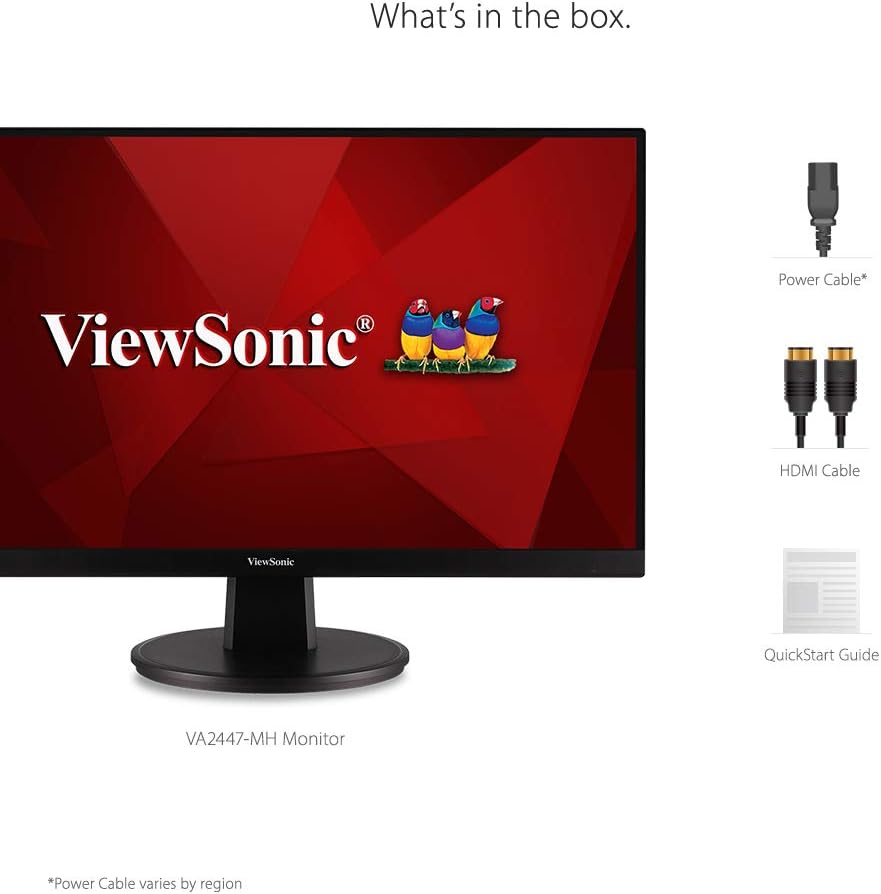 What's in the box.
ViewSonic®
ViewSonic
Power Cable*
HDMI Cable
QuickStart Guide
VA2447-MH Monitor
*Power Cable varies by region